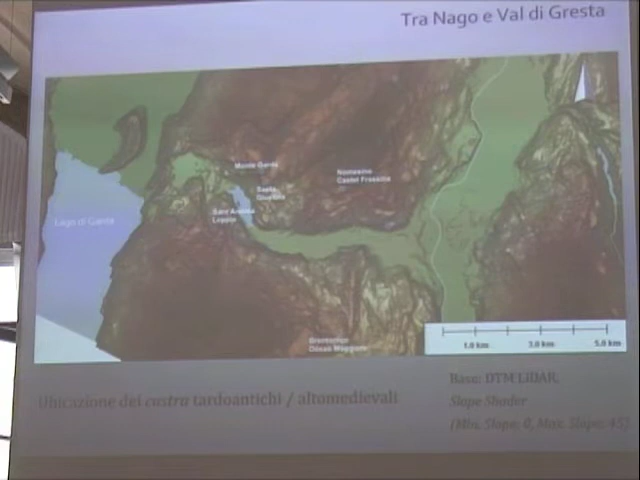 Tra Nago e Val di Gresta
Monte Garda
Nomesino
Castel Frassino
Santa
Giustina
Sant'Andrea
Loppio
Lago di Garda
Brentonico
1.0 km 3.0 km 5.0 km
Base: DTM LiDAR,
Ubicazione dei castra tardoantichi / altomedievali
Slope Shader
(Min. Slope: 0, Max. Slope: 45)